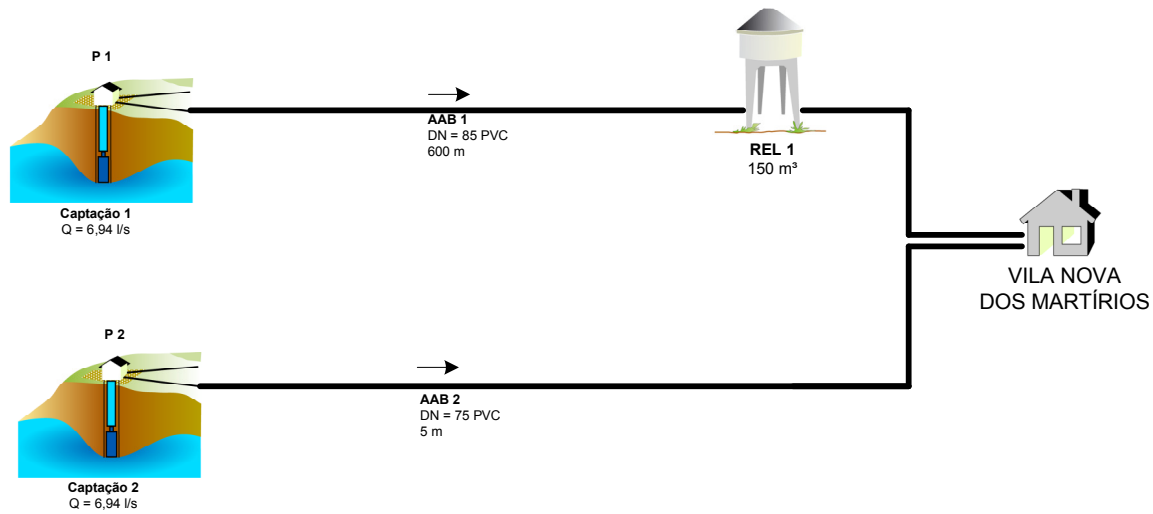 P 1
Captação 1
Q = 6,94 l/s
AAB 1
DN = 85 PVC
600 m
REL 1
150 m³
VILA NOVA
DOS MARTÍRIOS
P 2
Captação 2
Q = 6,94 l/s
AAB 2
DN = 75 PVC
5 m